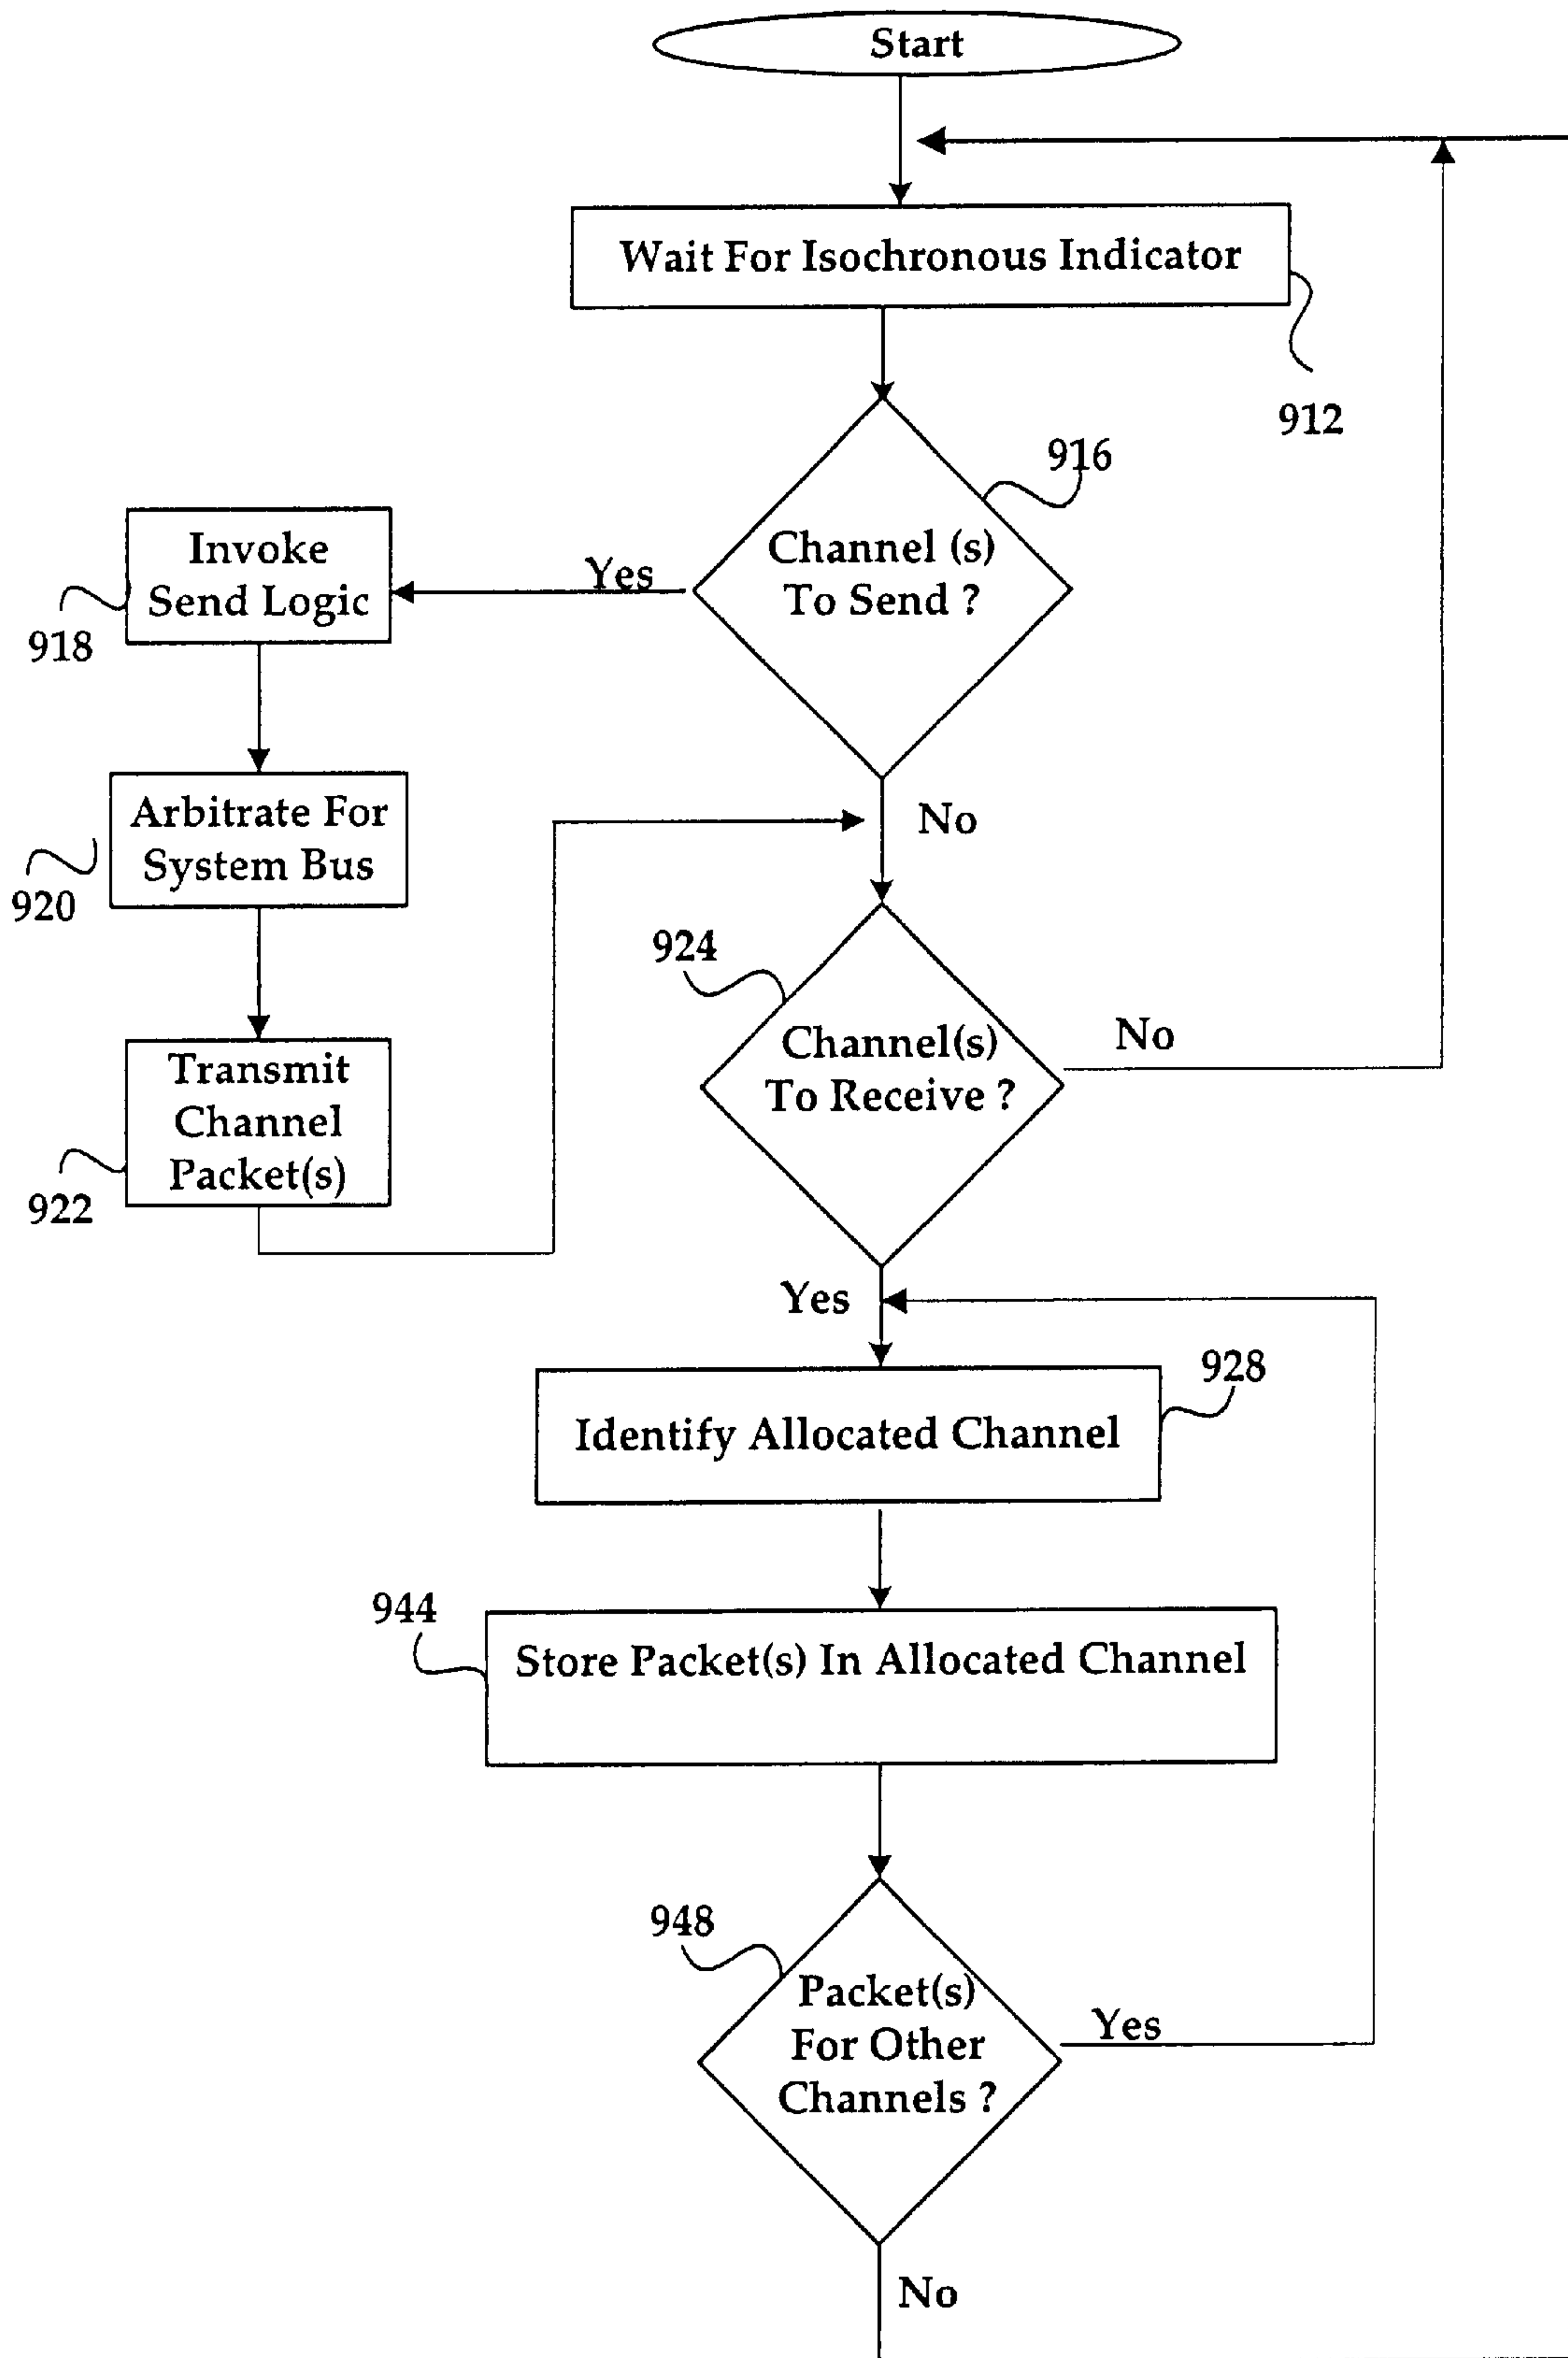 Start
Wait For Isochronous Indicator
912
916
Channel (s)
To Send ?
Yes
Invoke
Send Logic
918
Arbitrate For
System Bus
920
No
924
Channel(s)
To Receive ?
No
Transmit
Channel
Packet(s)
922
Yes
928
Identify Allocated Channel
944
Store Packet(s) In Allocated Channel
948
Packet(s)
For Other
Channels ?
Yes
No